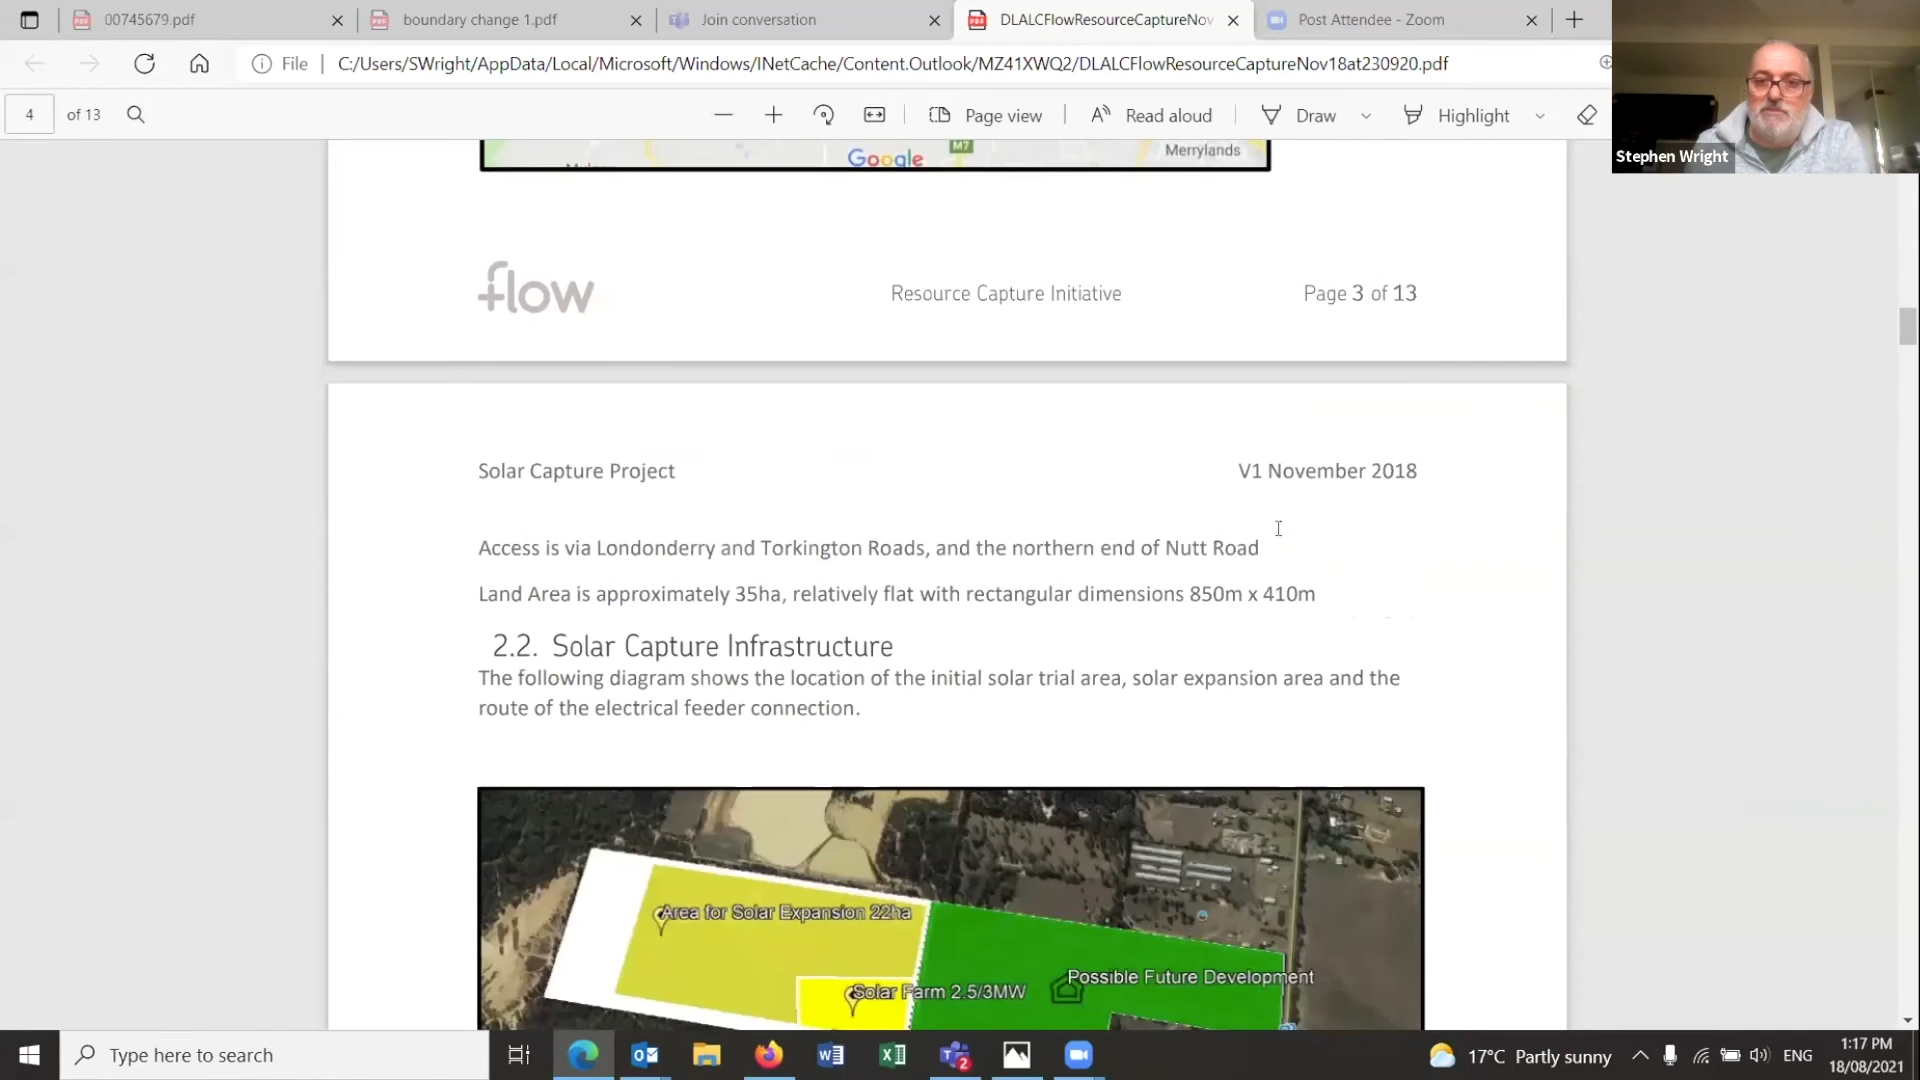 00745679.pdf
boundary change 1.pdf
Join conversation
DLALCFlowResourceCaptureNov
Post Attendee - Zoom
File
C:/Users/SWright/AppData/Local/Microsoft/Windows/INetCache/Content.Outlook/MZ41XWQ2/DLALCFlowResourceCaptureNov18at230920.pdf
4 of 13
Page view
Read aloud
Draw
Highlight
Stephen Wright
Google
M7
Merrylands
flow
Resource Capture Initiative
Page 3 of 13
Solar Capture Project
V1 November 2018
Access is via Londonderry and Torkington Roads, and the northern end of Nutt Road
Land Area is approximately 35ha, relatively flat with rectangular dimensions 850m x 410m
2.2. Solar Capture Infrastructure
The following diagram shows the location of the initial solar trial area, solar expansion area and the
route of the electrical feeder connection.
Area for Solar Expansion 22ha
Possible Future Development
Solar Farm 2.5/3MW
Type here to search
2
17°C Partly sunny
ENG
1:17 PM
18/08/2021